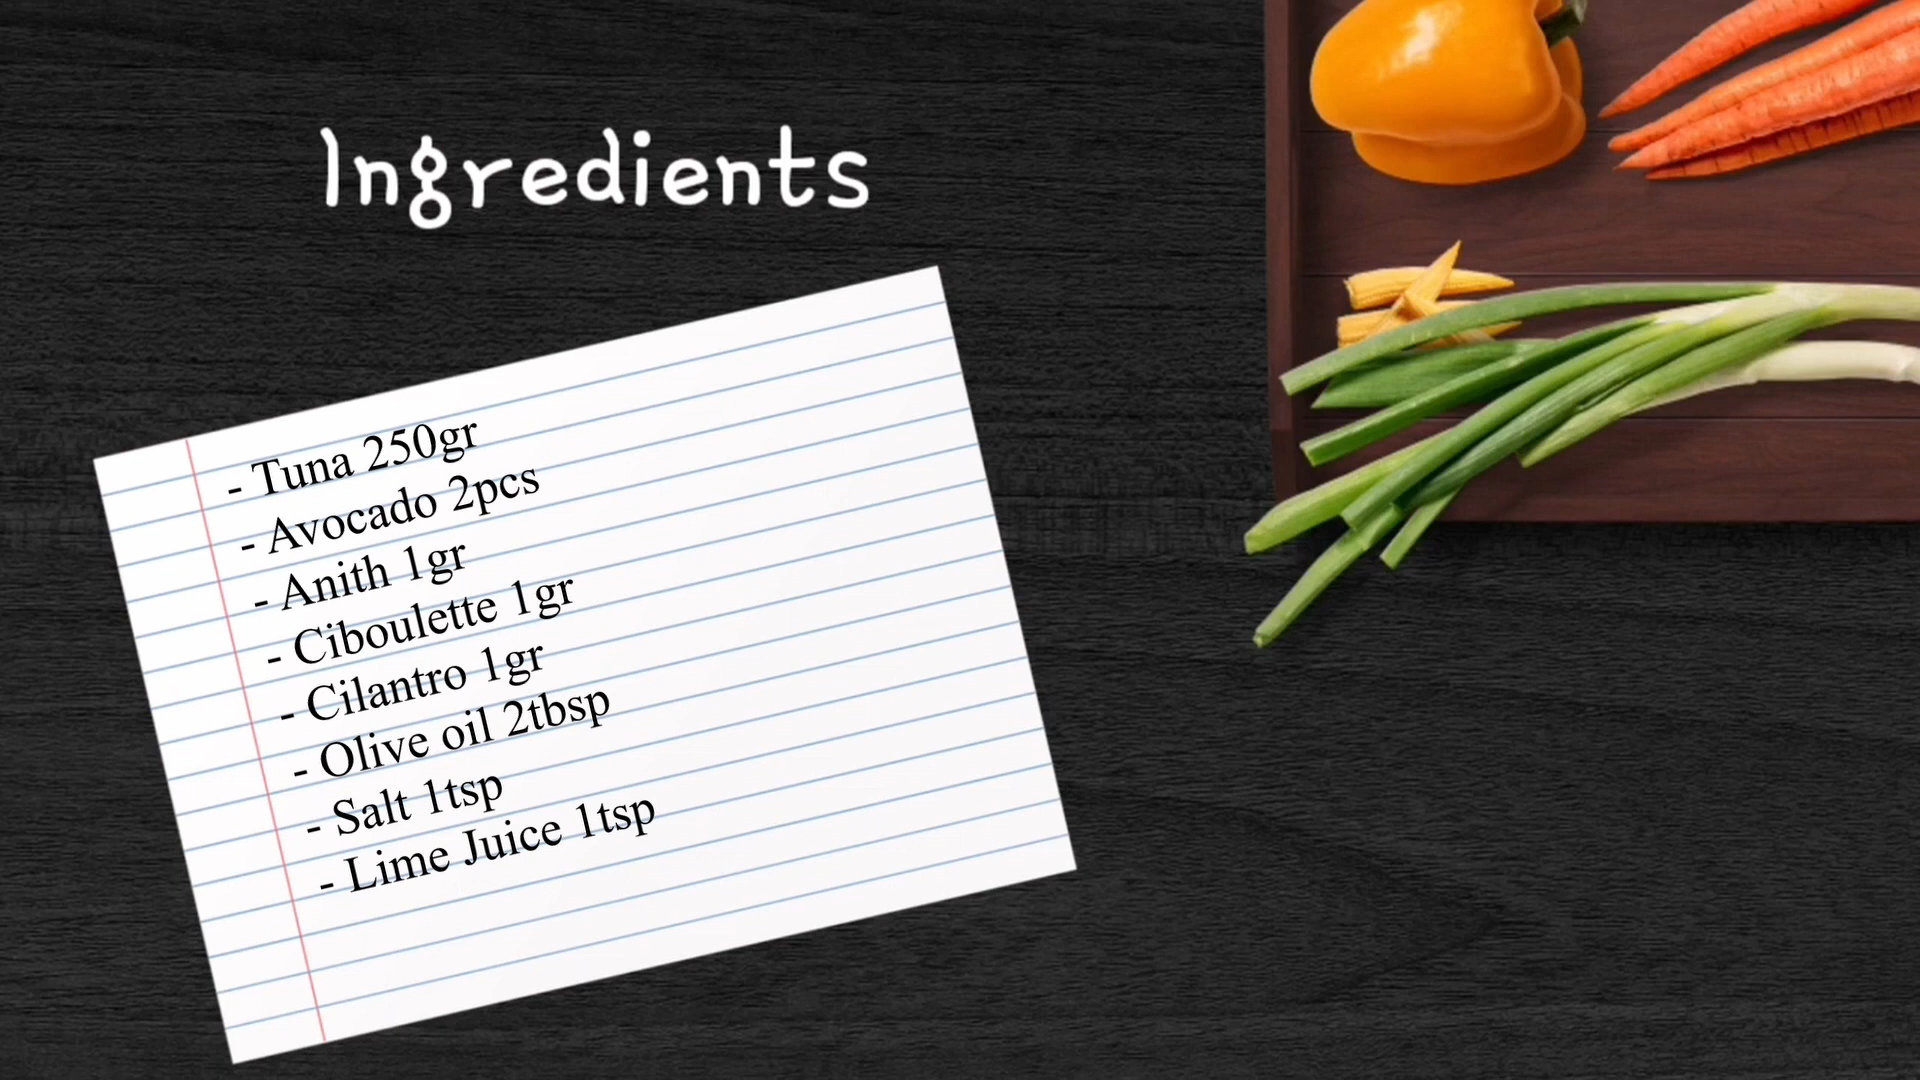 Ingredients
- Tuna 250gr
- Avocado 2pcs
- Anith 1gr
- Ciboulette 1gr
- Cilantro 1gr
- Olive oil 2tbsp
- Salt 1tsp
- Lime Juice 1tsp